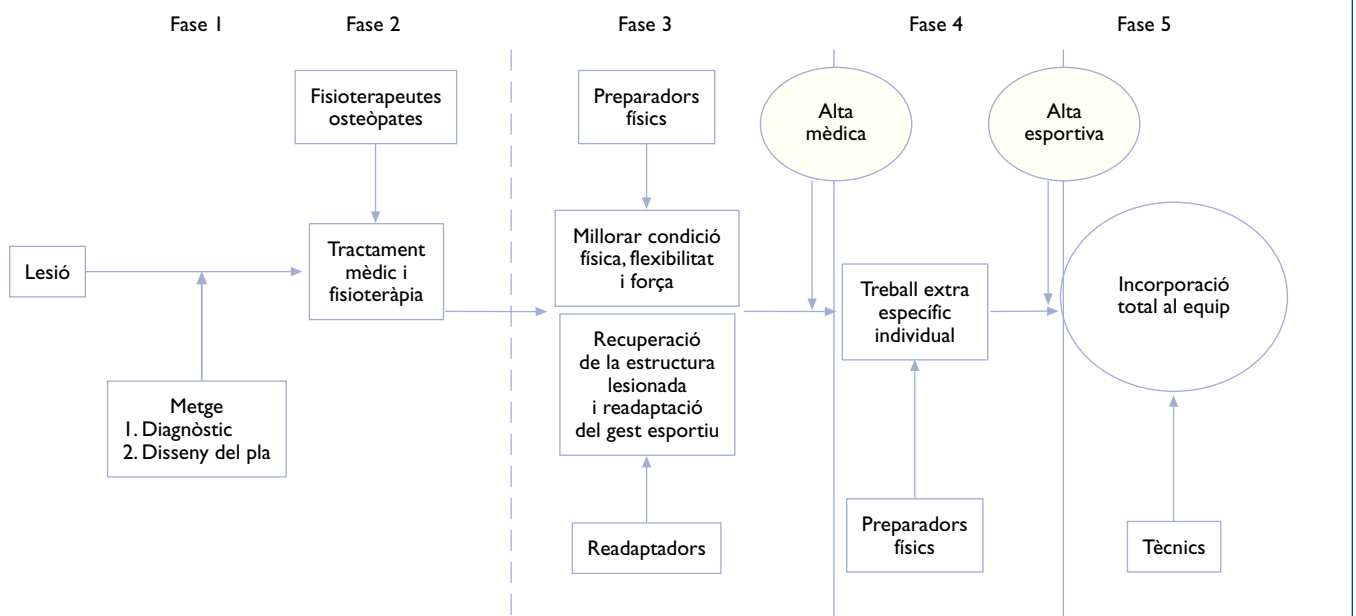 Fase 1
Fase 2
Fase 3
Fase 4
Fase 5
Fisioterapeutes
osteòpates
Preparadors
físics
Alta
mèdica
Alta
esportiva
Lesió
Tractament
mèdic i
fisioteràpia
Millorar condició
física, flexibilitat
i força
Treball extra
específic
individual
Incorporació
total al equip
Recuperació
de la estructura
lesionada
i readaptació
del gest esportiu
Metge
1. Diagnòstic
2. Disseny del pla
Readaptadors
Preparadors
físics
Tècnics